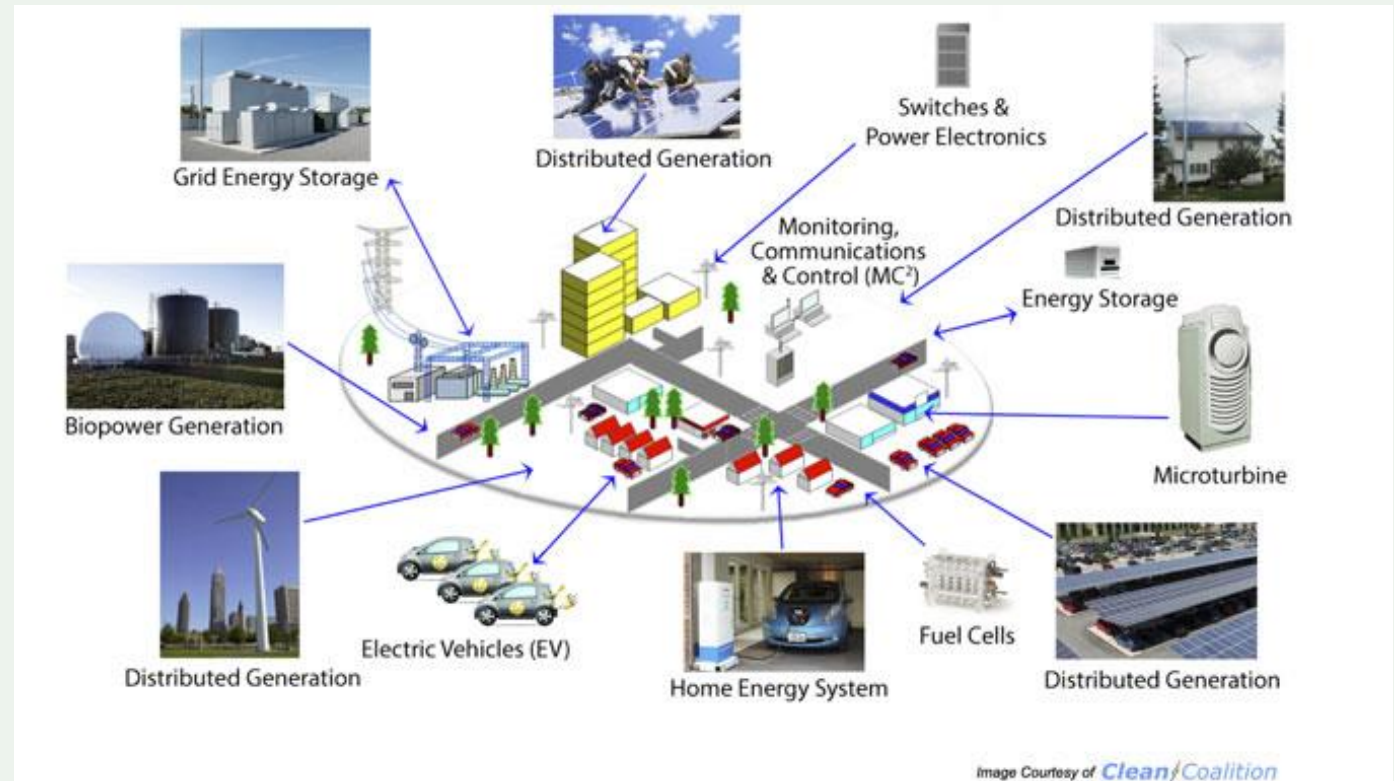 Grid Energy Storage
Distributed Generation
Switches &
Power Electronics
Distributed Generation
Monitoring,
Communications
& Control (MC²)
Energy Storage
Biopower Generation
Microturbine
Distributed Generation
Electric Vehicles (EV)
Home Energy System
Fuel Cells
Distributed Generation
Image Courtesy of Clean Coalition